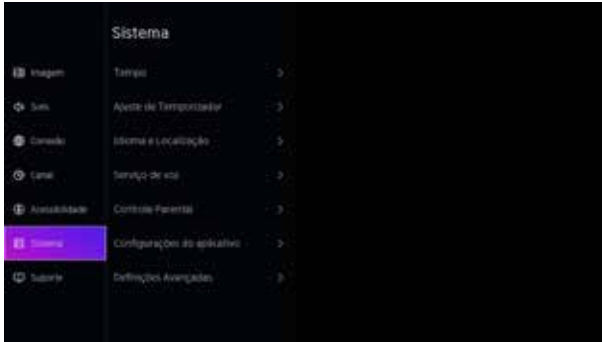 Sistema
Imagem
Som
Conexão
Canal
Acessibilidade
Sistema
Suporte
Tempo
Ajuste de Temporizador
Idioma e Localização
Serviço de voz
Controle Parental
Configurações do aplicativo
Definições Avançadas